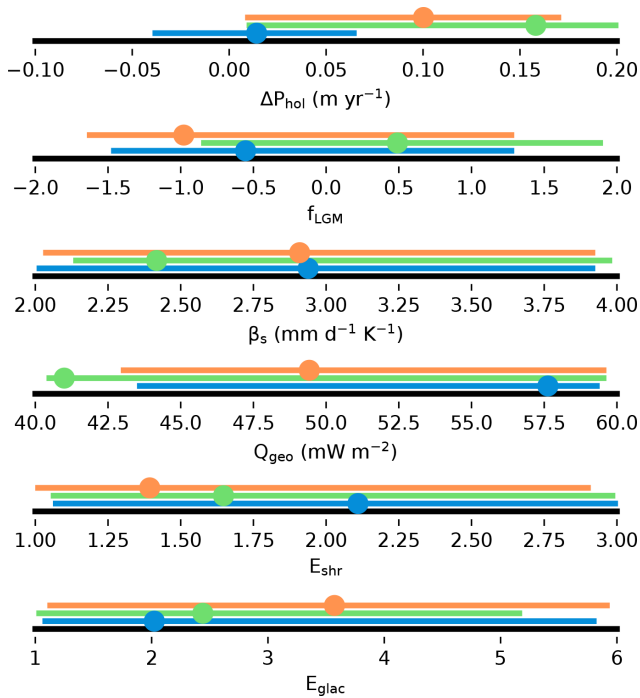 −0.10 −0.05 0.00 0.05 0.10 0.15 0.20
ΔP_hol (m yr⁻¹)
−2.0 −1.5 −1.0 −0.5 0.0 0.5 1.0 1.5 2.0
f_LGM
2.00 2.25 2.50 2.75 3.00 3.25 3.50 3.75 4.00
β_s (mm d⁻¹ K⁻¹)
40.0 42.5 45.0 47.5 50.0 52.5 55.0 57.5 60.0
Q_geo (mW m⁻²)
1.00 1.25 1.50 1.75 2.00 2.25 2.50 2.75 3.00
E_shr
1 2 3 4 5 6
E_glac